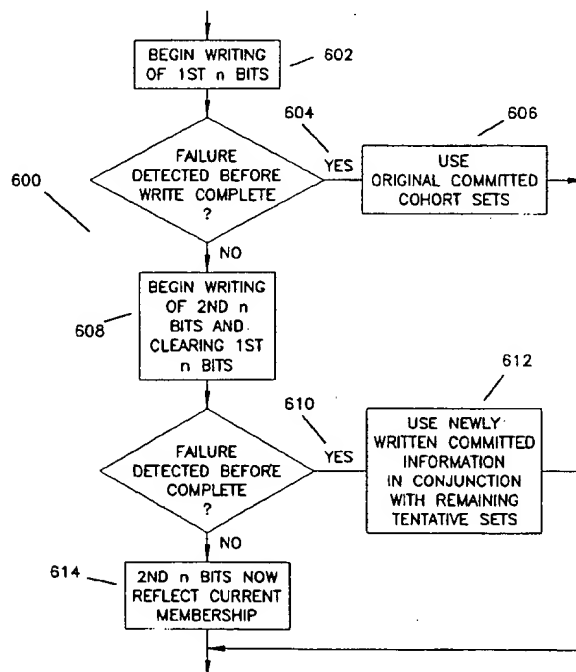 BEGIN WRITING
OF 1ST n BITS
602
604
606
FAILURE
DETECTED BEFORE
WRITE COMPLETE
?
YES
USE
ORIGINAL COMMITTED
COHORT SETS
600
NO
BEGIN WRITING
OF 2ND n
BITS AND
CLEARING 1ST
n BITS
608
610
612
FAILURE
DETECTED BEFORE
COMPLETE
?
YES
USE NEWLY
WRITTEN COMMITTED
INFORMATION
IN CONJUNCTION
WITH REMAINING
TENTATIVE SETS
NO
614
2ND n BITS NOW
REFLECT CURRENT
MEMBERSHIP